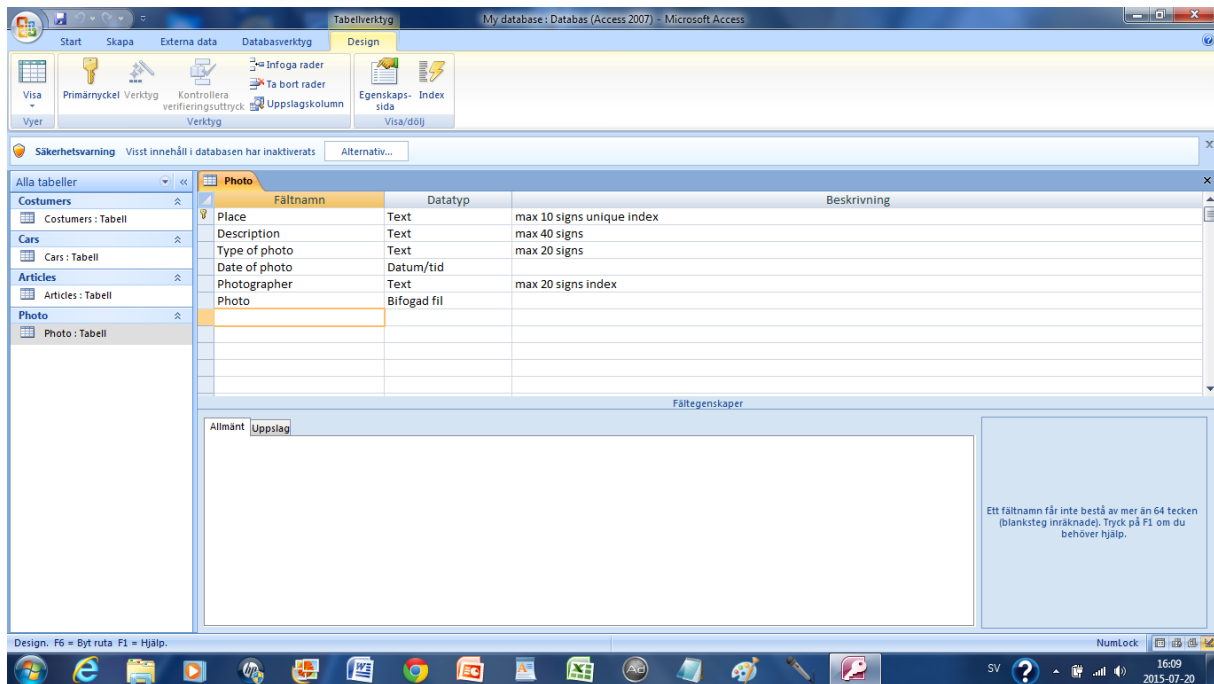 Tabellverktyg
My database : Databas (Access 2007) - Microsoft Access
Start Skapa Externa data Databasverktyg Design
Visa
Primärnyckel
Verktyg
Kontrollera
verifieringsuttryck
Infoga rader
Ta bort rader
Uppslagskolumn
Egenskaps-
sida
Index
Vyer Verktyg Visa/dölj
Säkerhetsvarning Visst innehåll i databasen har inaktiverats Alternativ...
Alla tabeller
Costumers
Costumers : Tabell
Cars
Cars : Tabell
Articles
Articles : Tabell
Photo
Photo : Tabell
Photo
Fältnamn Datatyp Beskrivning
Place Text max 10 signs unique index
Description Text max 40 signs
Type of photo Text max 20 signs
Date of photo Datum/tid
Photographer Text max 20 signs index
Photo Bifogad fil
Fältegenskaper
Allmänt Uppslag
Ett fältnamn får inte bestå av mer än 64 tecken
(blanksteg inräknade). Tryck på F1 om du
behöver hjälp.
Design. F6 = Byt ruta F1 = Hjälp. NumLock
SV 16:09
2015-07-20